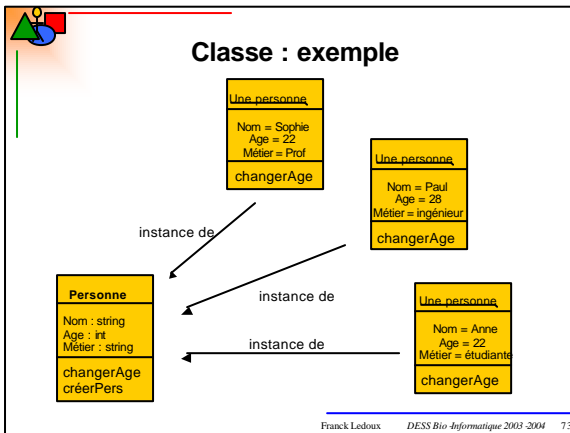 Classe : exemple
Une personne
Nom = Sophie
Age = 22
Métier = Prof
changerAge
Une personne
Nom = Paul
Age = 28
Métier = ingénieur
changerAge
instance de
Personne
Nom : string
Age : int
Métier : string
changerAge
créerPers
instance de
instance de
Une personne
Nom = Anne
Age = 22
Métier = étudiante
changerAge
Franck Ledoux DESS Bio-Informatique 2003-2004 73